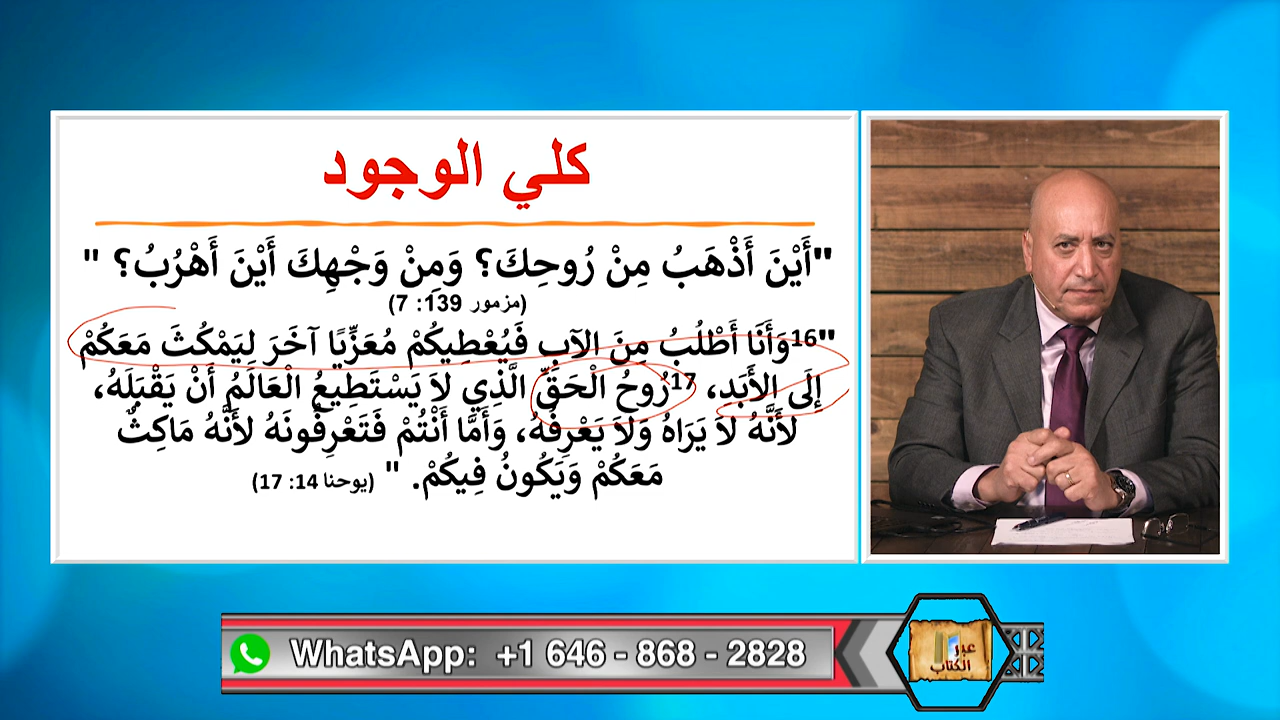 كلي الوجود
"أَيْنَ أَذْهَبُ مِنْ رُوحِكَ؟ وَمِنْ وَجْهِكَ أَيْنَ أَهْرُبُ؟ "
(مزمور 139: 7)
"16وَأَنَا أَطْلُبُ مِنَ الآبِ فَيُعْطِيكُمْ مُعَزِّيًا آخَرَ لِيَمْكُثَ مَعَكُمْ
إِلَى الأَبَدِ، 17رُوحُ الْحَقِّ الَّذِي لاَ يَسْتَطِيعُ الْعَالَمُ أَنْ يَقْبَلَهُ،
لأَنَّهُ لاَ يَرَاهُ وَلاَ يَعْرِفُهُ، وَأَمَّا أَنْتُمْ فَتَعْرِفُونَهُ لأَنَّهُ مَاكِثٌ
مَعَكُمْ وَيَكُونُ فِيكُمْ. " (يوحنا 14: 17)
WhatsApp: +1 646 - 868 - 2828
عبر
الكتاب